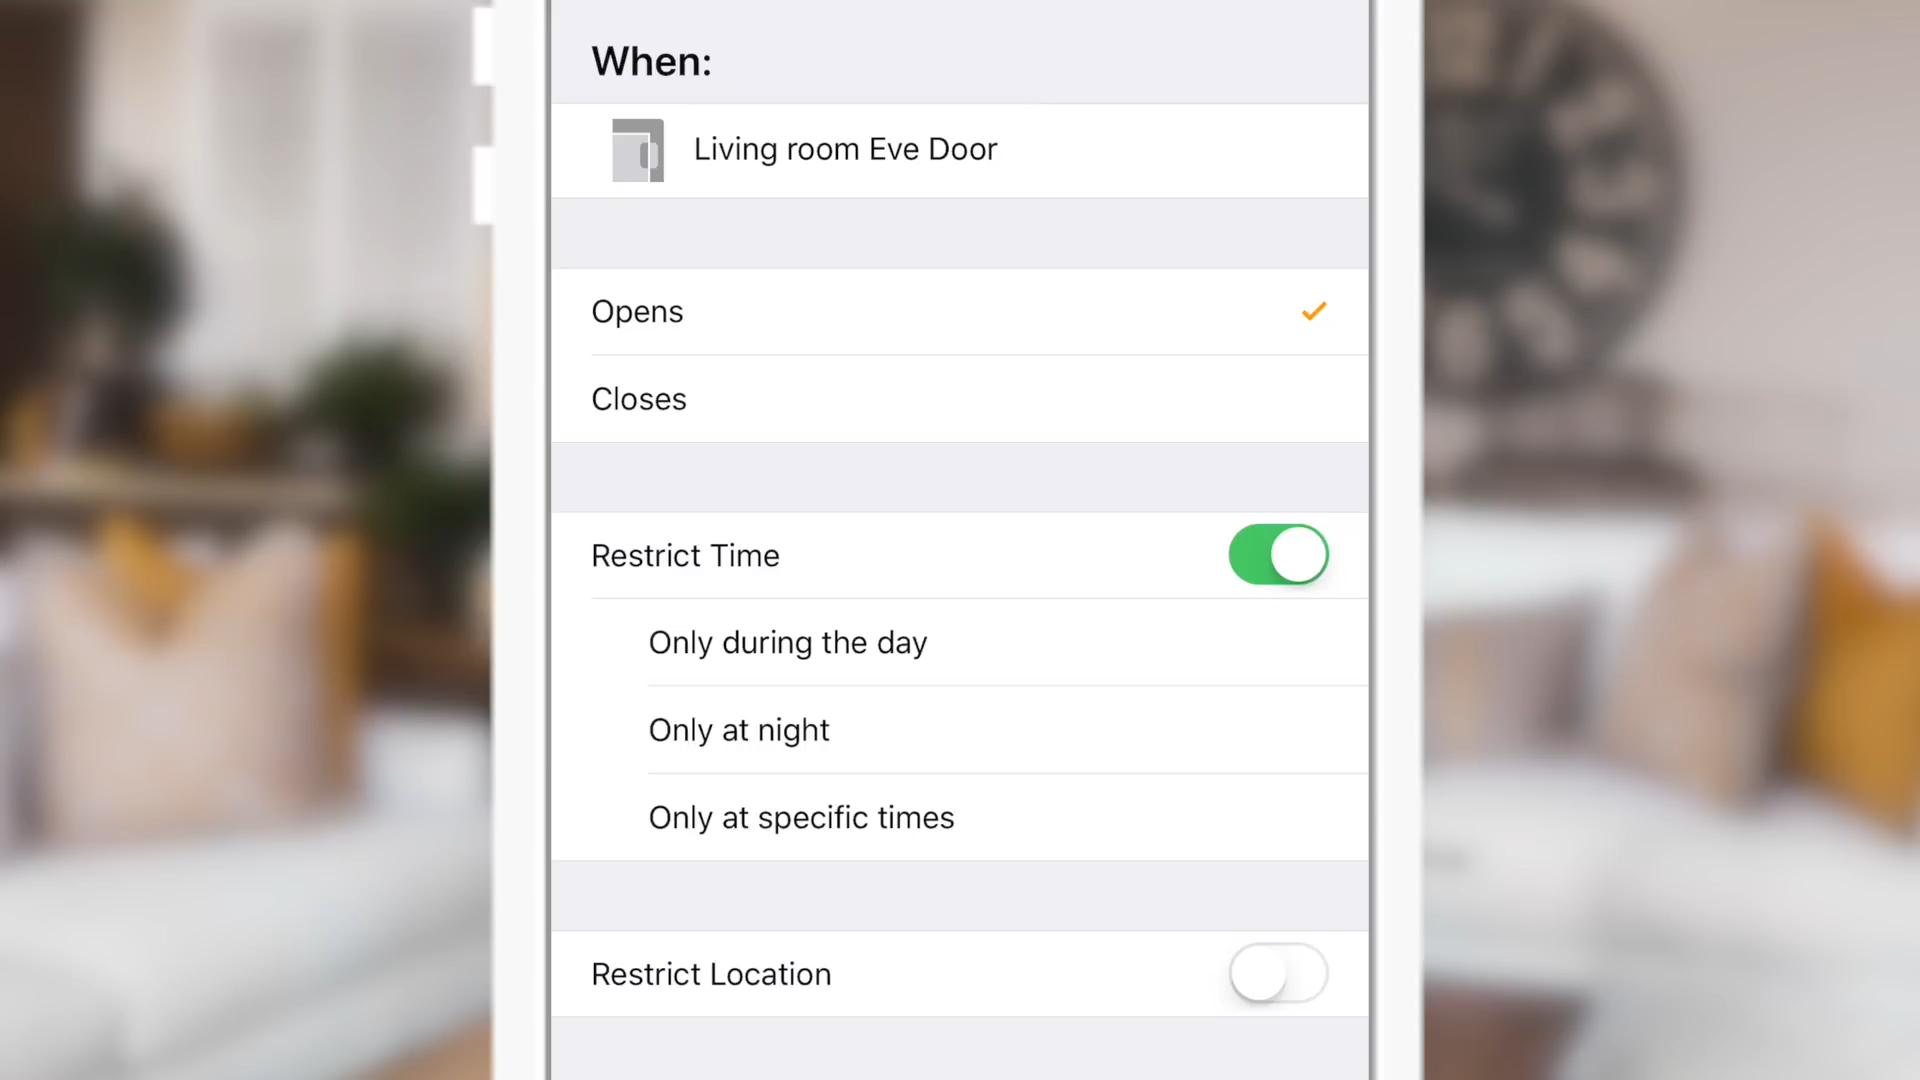 When:
Living room Eve Door
Opens
Closes
Restrict Time
Only during the day
Only at night
Only at specific times
Restrict Location